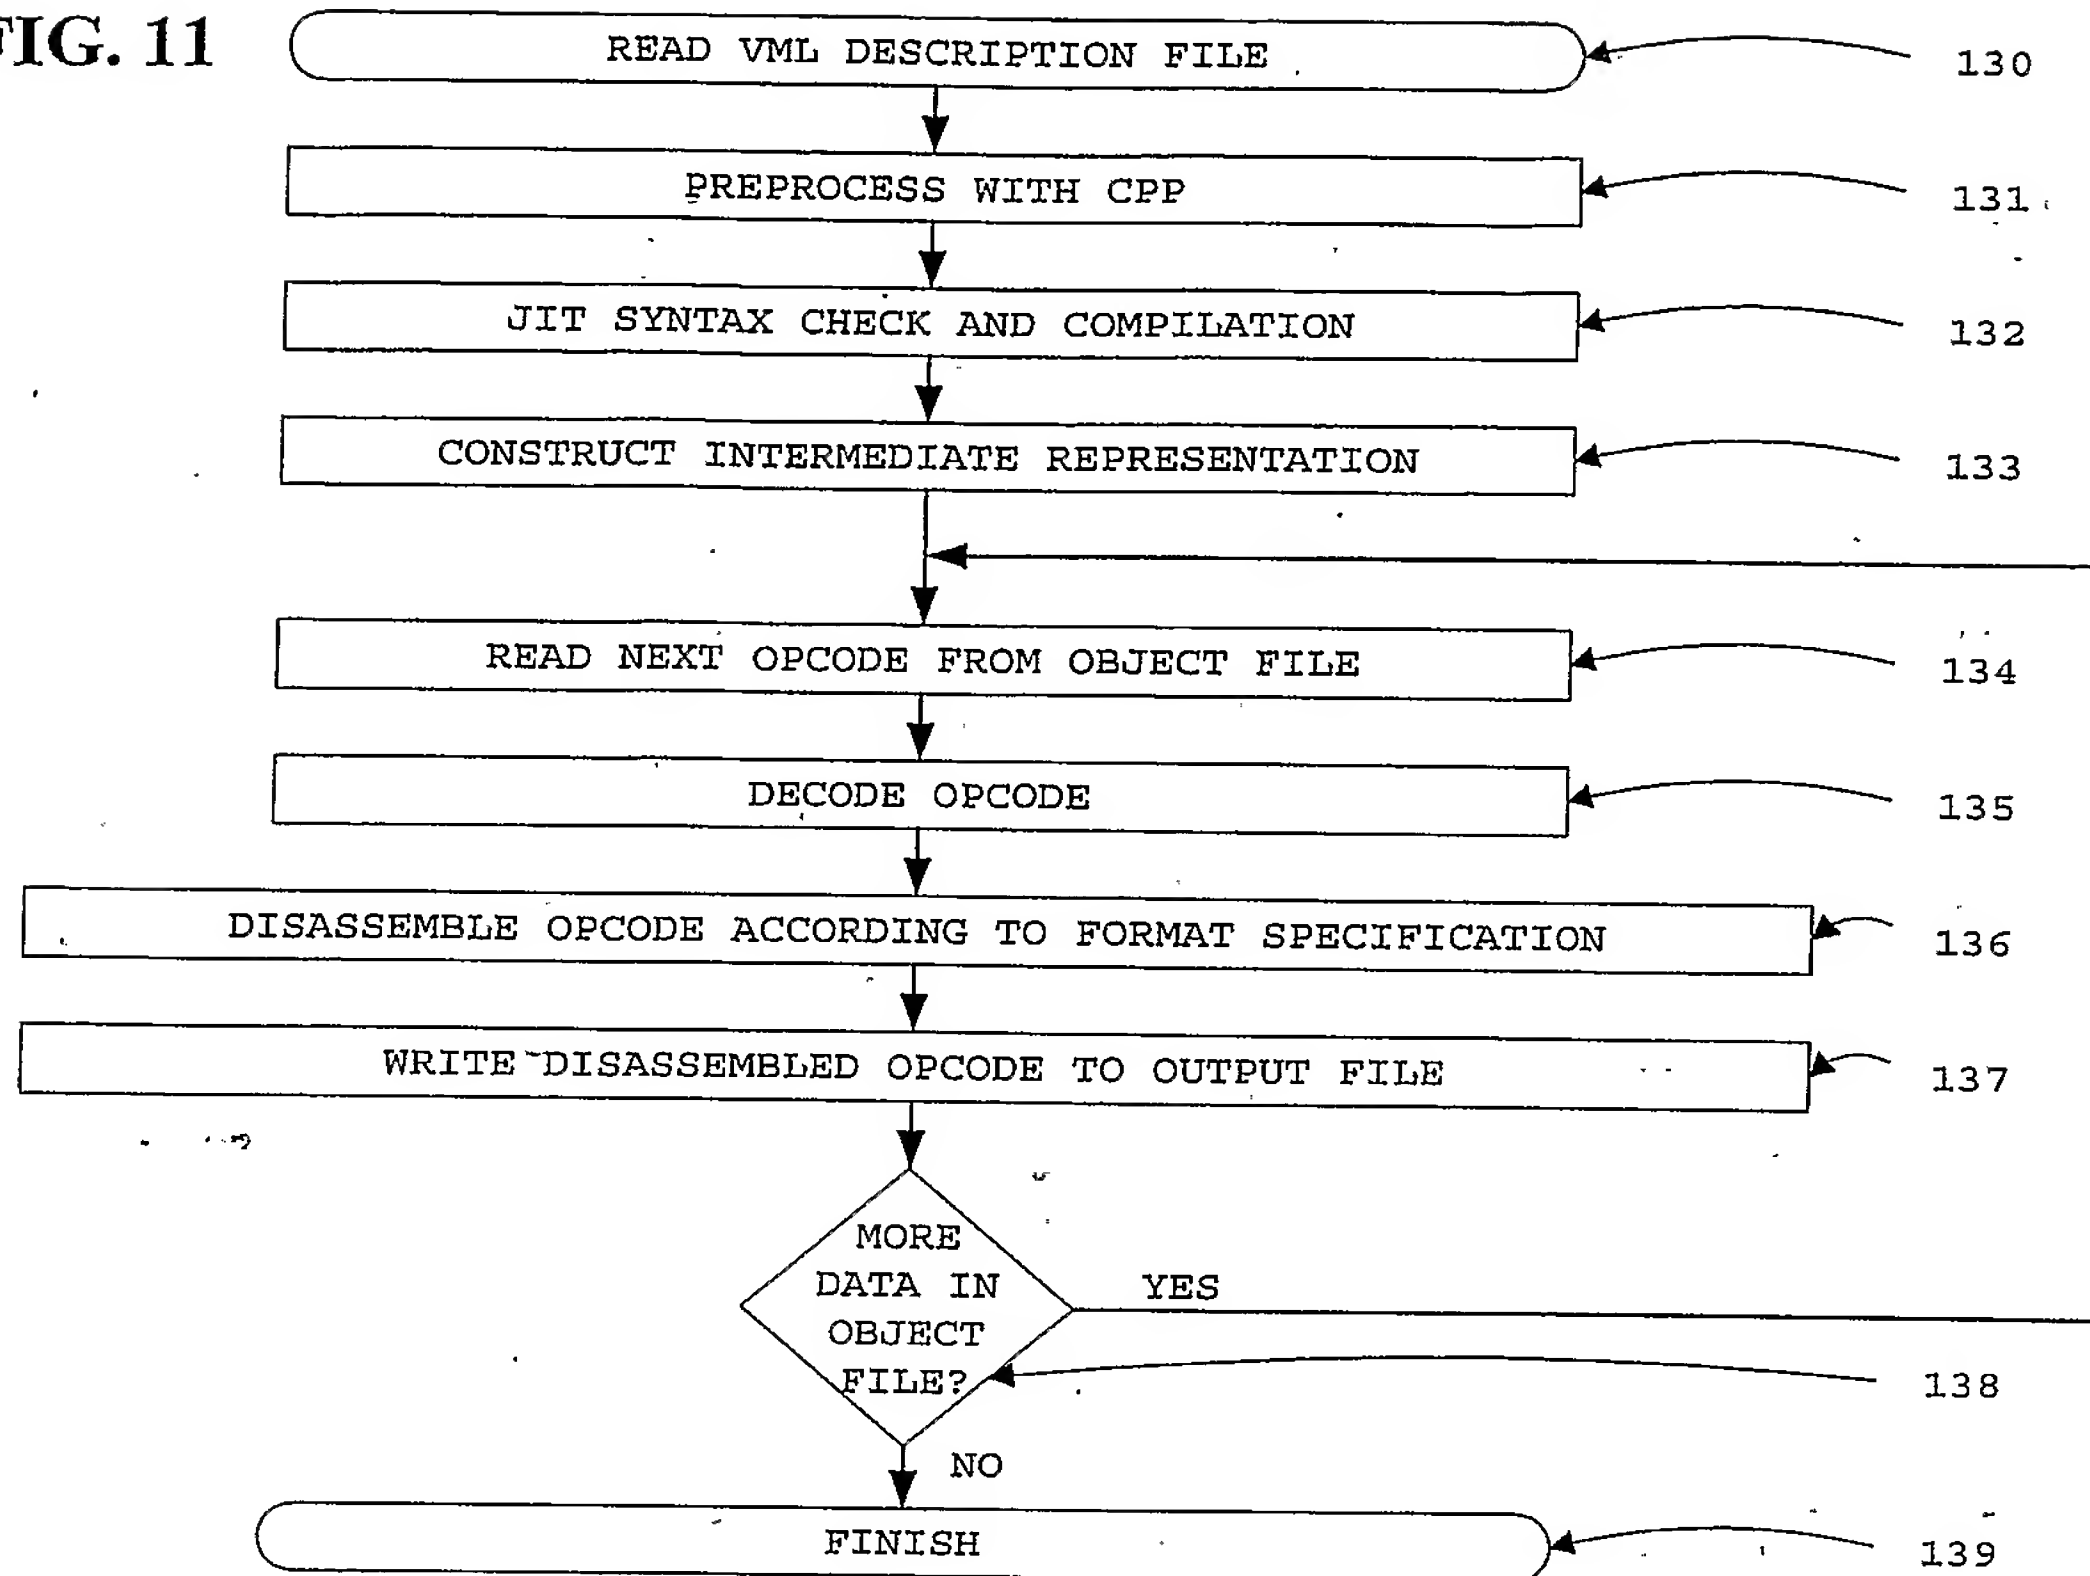 FIG. 11
READ VML DESCRIPTION FILE
130
PREPROCESS WITH CPP
131
JIT SYNTAX CHECK AND COMPILATION
132
CONSTRUCT INTERMEDIATE REPRESENTATION
133
READ NEXT OPCODE FROM OBJECT FILE
134
DECODE OPCODE
135
DISASSEMBLE OPCODE ACCORDING TO FORMAT SPECIFICATION
136
WRITE DISASSEMBLED OPCODE TO OUTPUT FILE
137
MORE
DATA IN
OBJECT
FILE?
YES
138
NO
FINISH
139